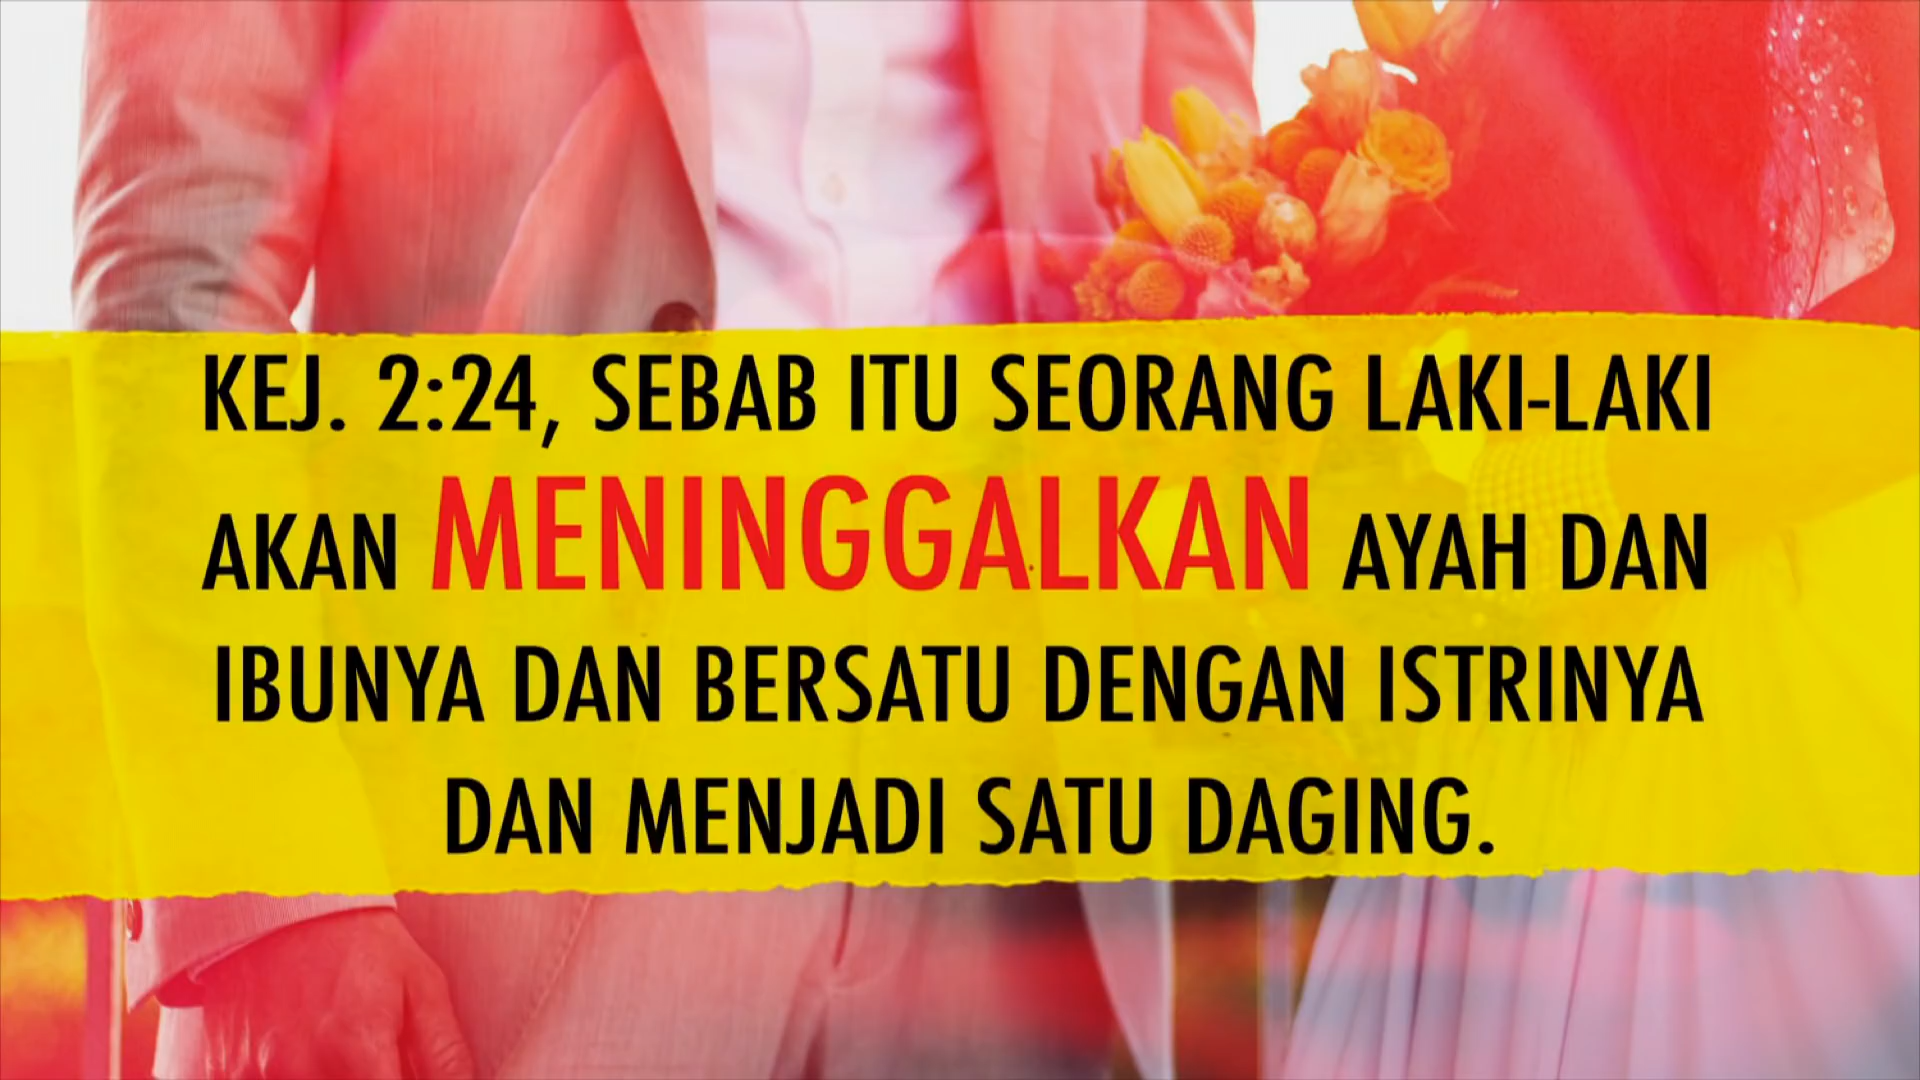 KEJ. 2:24, SEBAB ITU SEORANG LAKI-LAKI
AKAN MENINGGALKAN AYAH DAN
IBUNYA DAN BERSATU DENGAN ISTRINYA
DAN MENJADI SATU DAGING.